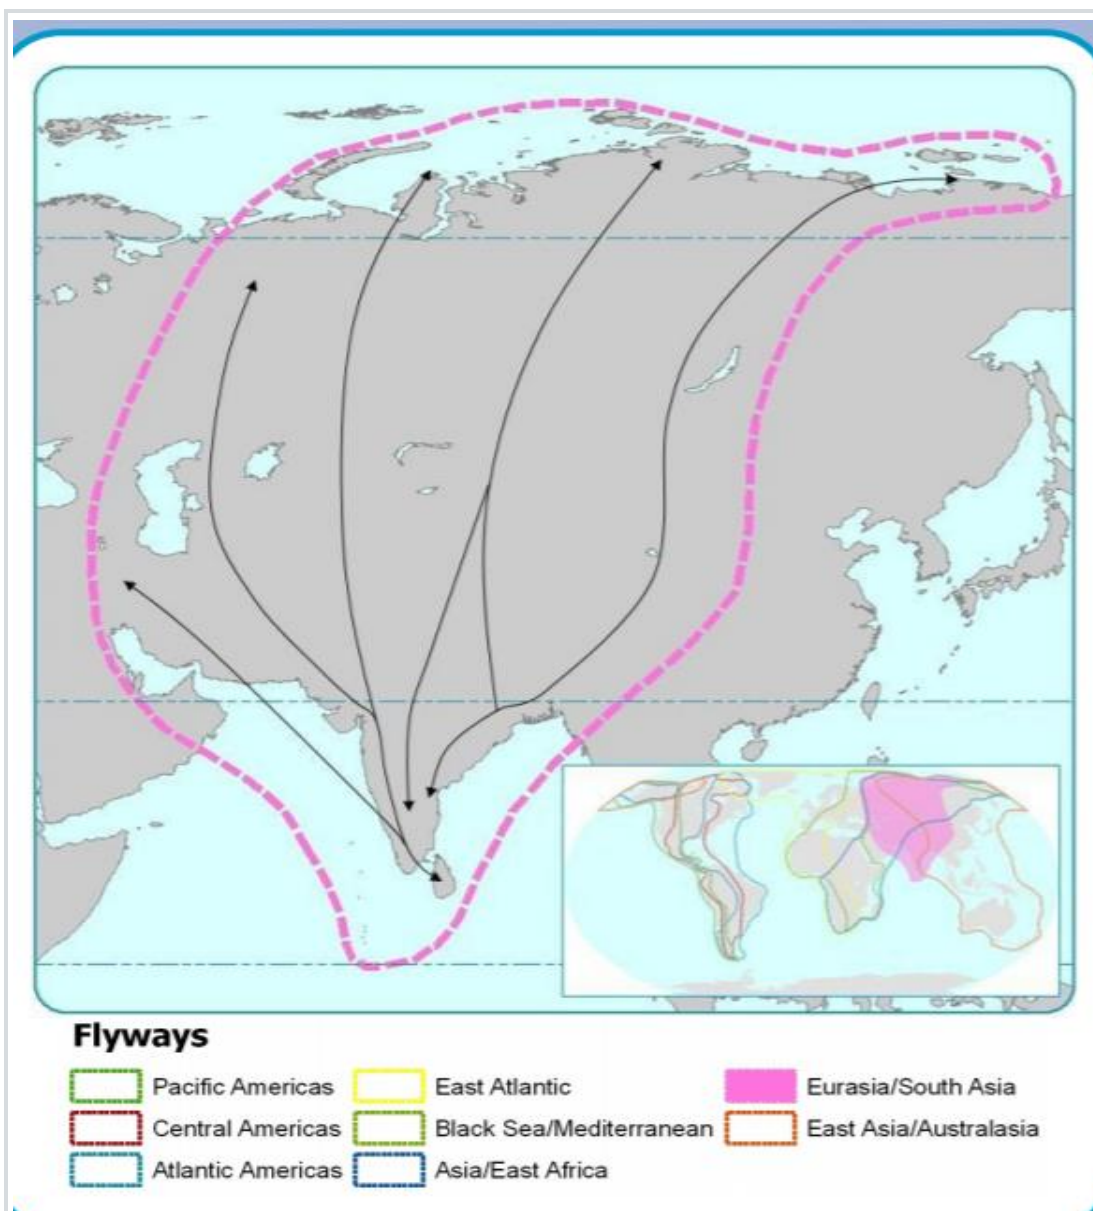 Flyways
Pacific Americas
East Atlantic
Eurasia/South Asia
Central Americas
Black Sea/Mediterranean
East Asia/Australasia
Atlantic Americas
Asia/East Africa